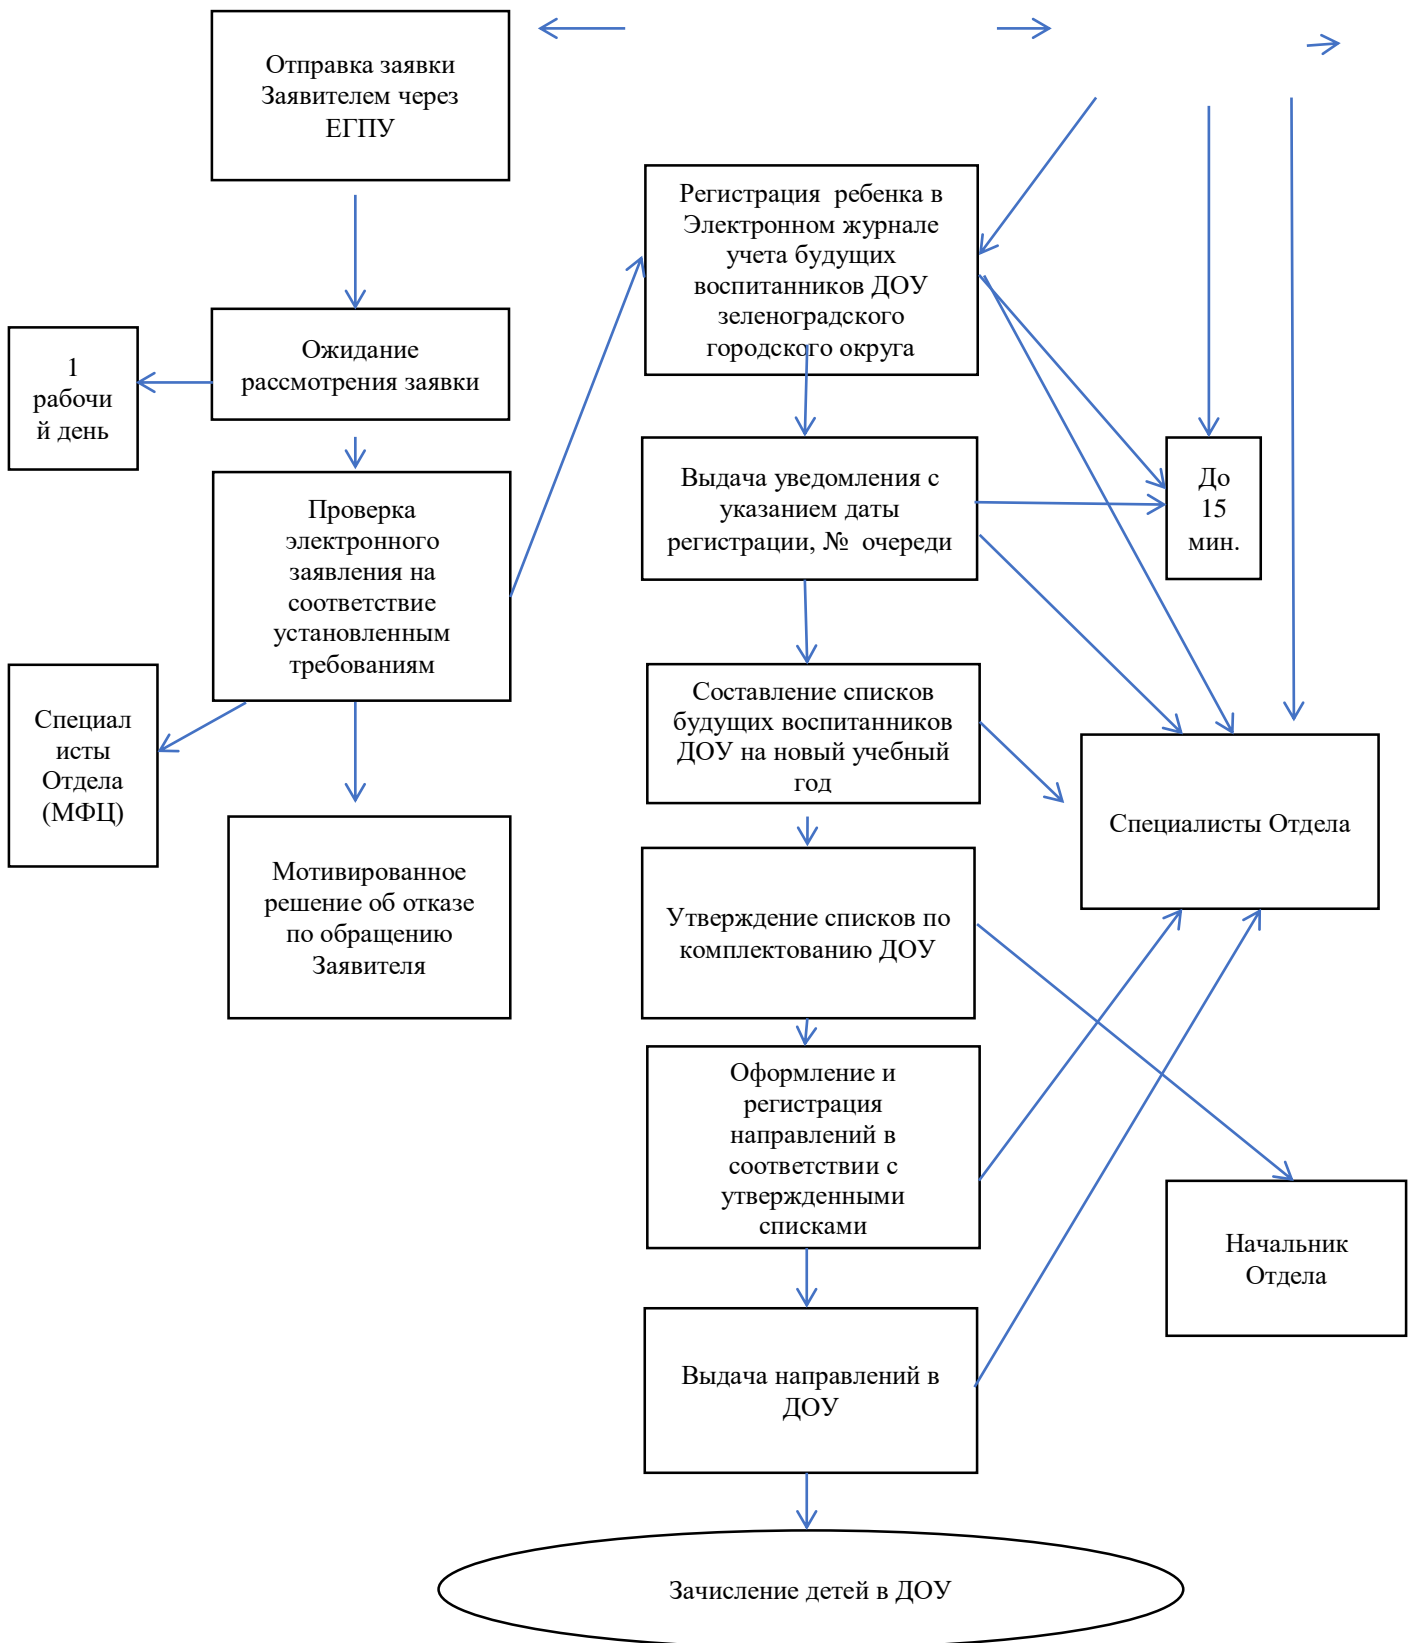 Отправка заявки
Заявителем через
ЕГПУ
Ожидание
рассмотрения заявки
1
рабочи
й день
Проверка
электронного
заявления на
соответствие
установленным
требованиям
Специал
исты
Отдела
(МФЦ)
Мотивированное
решение об отказе
по обращению
Заявителя
Регистрация ребенка в
Электронном журнале
учета будущих
воспитанников ДОУ
зеленоградского
городского округа
Выдача уведомления с
указанием даты
регистрации, № очереди
До
15
мин.
Составление списков
будущих воспитанников
ДОУ на новый учебный
год
Специалисты Отдела
Утверждение списков по
комплектованию ДОУ
Оформление и
регистрация
направлений в
соответствии с
утвержденными
списками
Начальник
Отдела
Выдача направлений в
ДОУ
Зачисление детей в ДОУ